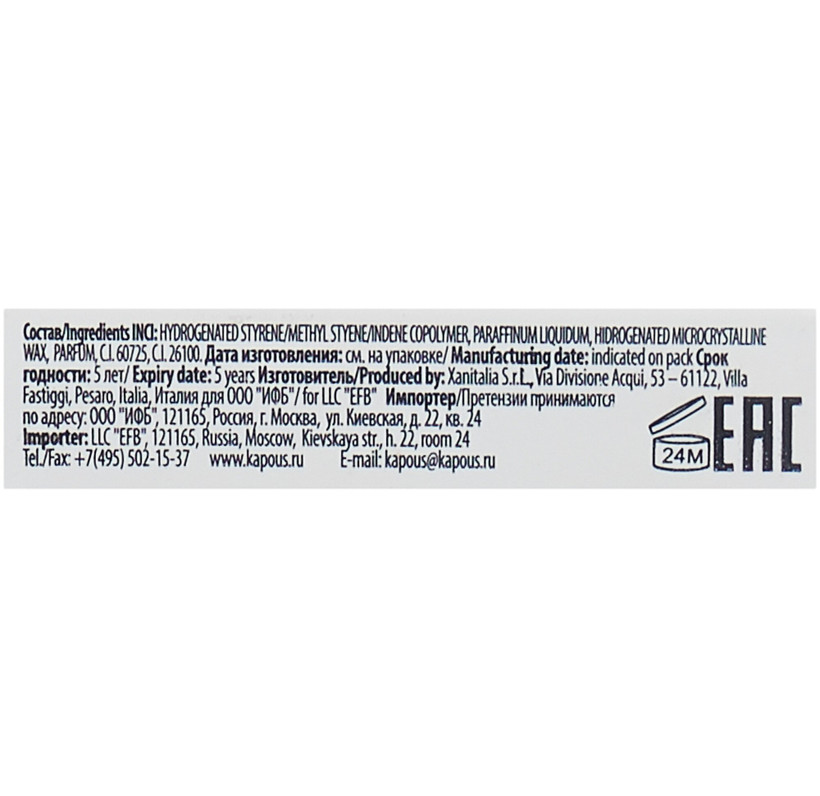 Состав/Ingredients INCI: HYDROGENATED STYRENE/METHYL STYENE/INDENE COPOLYMER, PARAFFINUM LIQUIDUM, HIDROGENATED MICROCRYSTALLINE
WAX, PARFUM, C.I. 60725, C.I. 26100. Дата изготовления: см. на упаковке/ Manufacturing date: indicated on pack Срок
годности: 5 лет/ Expiry date: 5 years Изготовитель/Produced by: Xanitalia S.r.L., Via Divisione Acqui, 53 – 61122, Villa
Fastiggi, Pesaro, Italia, Италия для ООО "ИФБ"/ for LLC "EFB" Импортер/Претензии принимаются
по адресу: ООО "ИФБ", 121165, Россия, г. Москва, ул. Киевская, д. 22, кв. 24
Importer: LLC "EFB", 121165, Russia, Moscow, Kievskaya str., h. 22, room 24
Tel./Fax: +7(495) 502-15-37 www.kapous.ru E-mail: kapous@kapous.ru
24M EAC